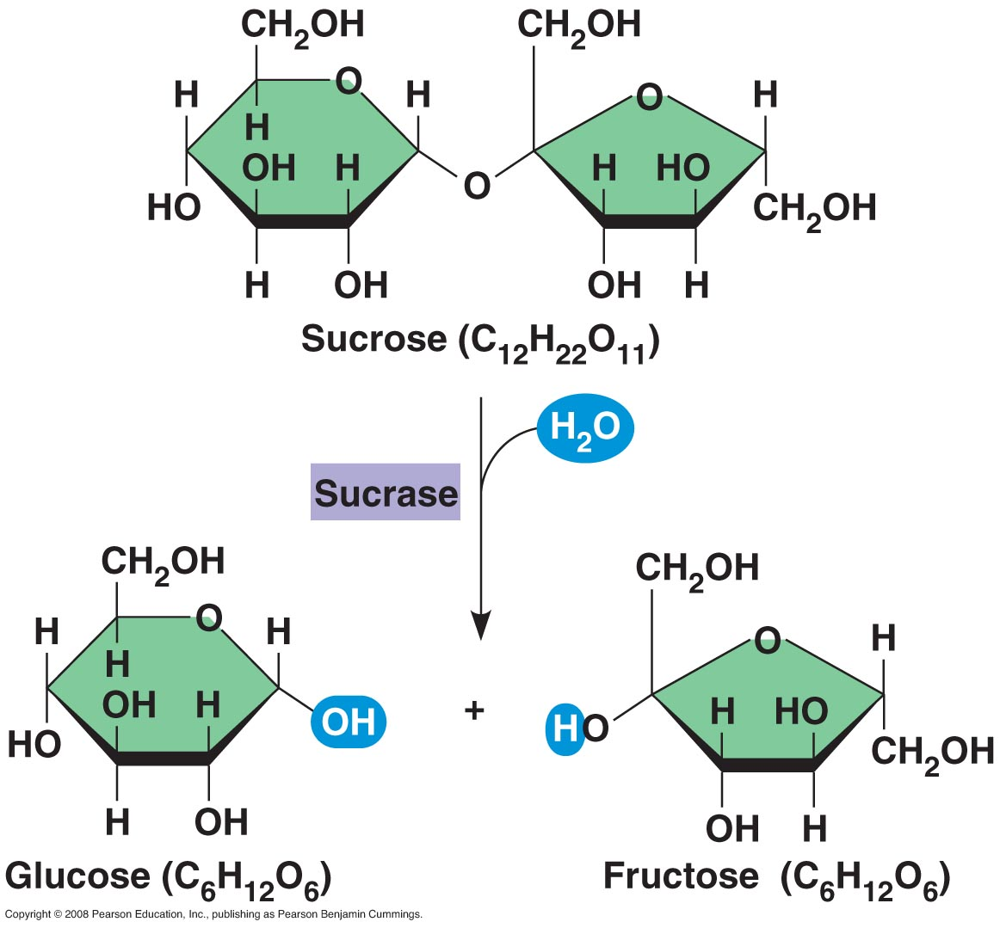 CH₂OH CH₂OH
H O H O H
H
OH H H HO
HO O CH₂OH
H OH OH H
Sucrose (C₁₂H₂₂O₁₁)
H₂O
Sucrase
CH₂OH CH₂OH
H O H O H
H
OH H OH + H HO
HO HO CH₂OH
H OH OH H
Glucose (C₆H₁₂O₆) Fructose (C₆H₁₂O₆)
Copyright © 2008 Pearson Education, Inc., publishing as Pearson Benjamin Cummings.